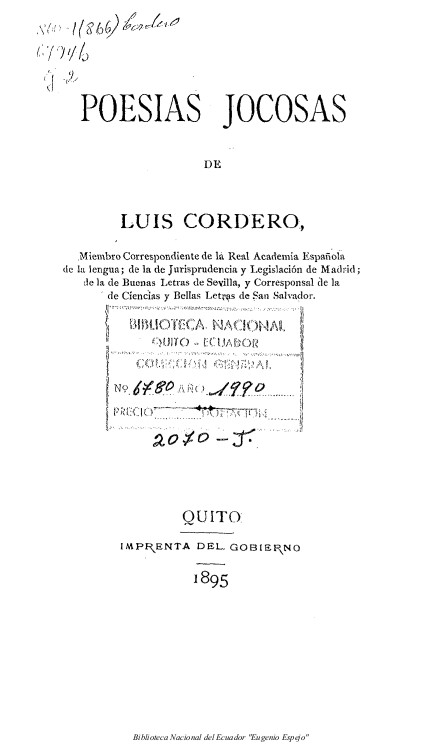 860-1(866) Cordero
C794b
j-2
POESIAS JOCOSAS
DE
LUIS CORDERO,
Miembro Correspondiente de la Real Academia Española
de la lengua; de la de Jurisprudencia y Legislación de Madrid;
de la de Buenas Letras de Sevilla, y Corresponsal de la
de Ciencias y Bellas Letras de San Salvador.
BIBLIOTECA NACIONAL
QUITO - ECUADOR
COLECCION GENERAL
Nº 6780 AÑO 1990
PRECIO DONACION
2070-J.
QUITO
IMPRENTA DEL GOBIERNO
1895
Biblioteca Nacional del Ecuador "Eugenio Espejo"